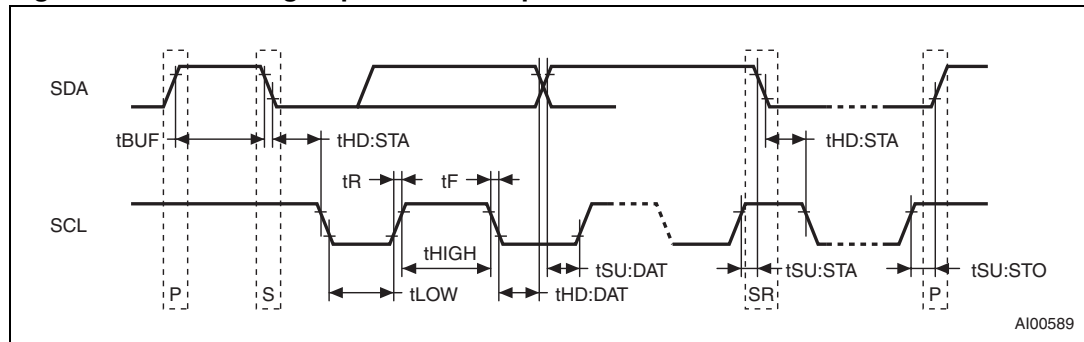 SDA
tBUF
tHD:STA
tHD:STA
tR
tF
SCL
tHIGH
tSU:DAT
tSU:STA
tSU:STO
P
S
tLOW
tHD:DAT
SR
P
AI00589